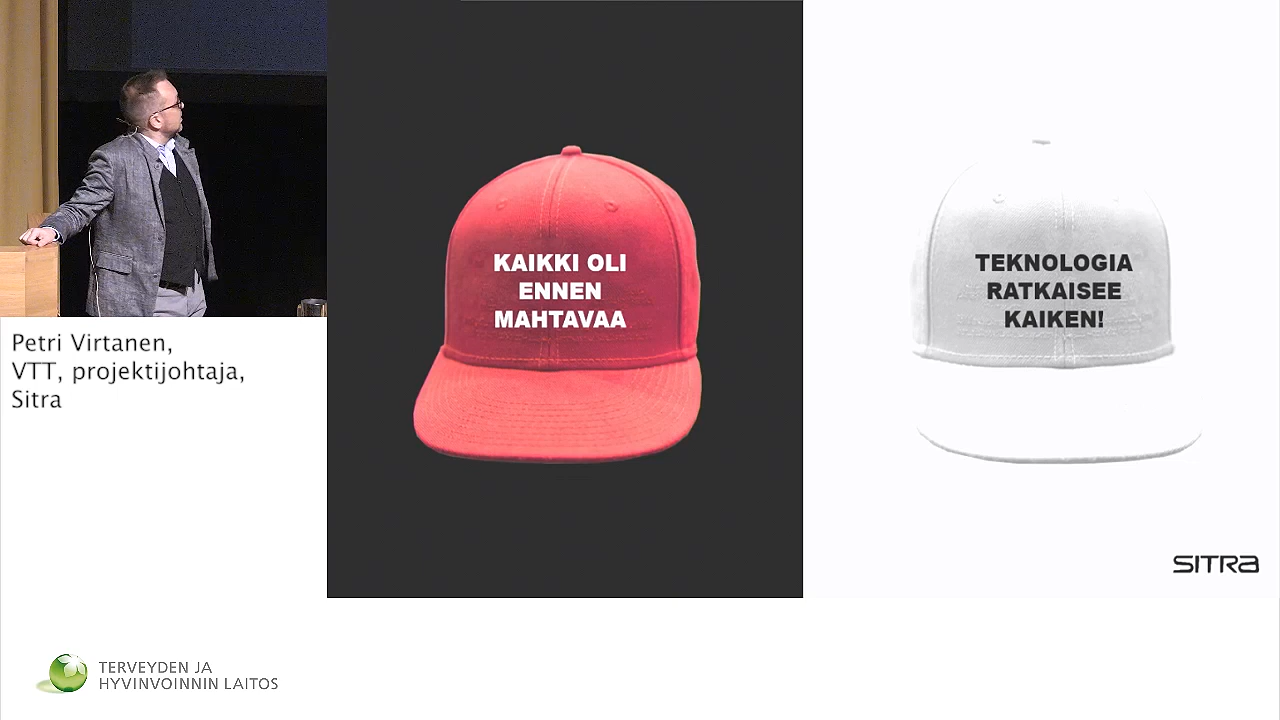 Petri Virtanen,
VTT, projektijohtaja,
Sitra
KAIKKI OLI
ENNEN
MAHTAVAA
TEKNOLOGIA
RATKAISEE
KAIKEN!
SITRA
TERVEYDEN JA
HYVINVOINNIN LAITOS